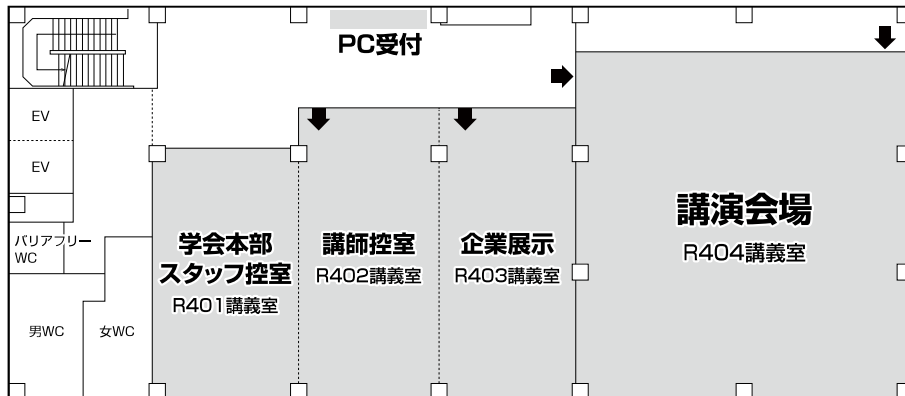 PC受付
EV
EV
バリアフリー
WC
男WC
女WC
学会本部
スタッフ控室
R401講義室
講師控室
R402講義室
企業展示
R403講義室
講演会場
R404講義室